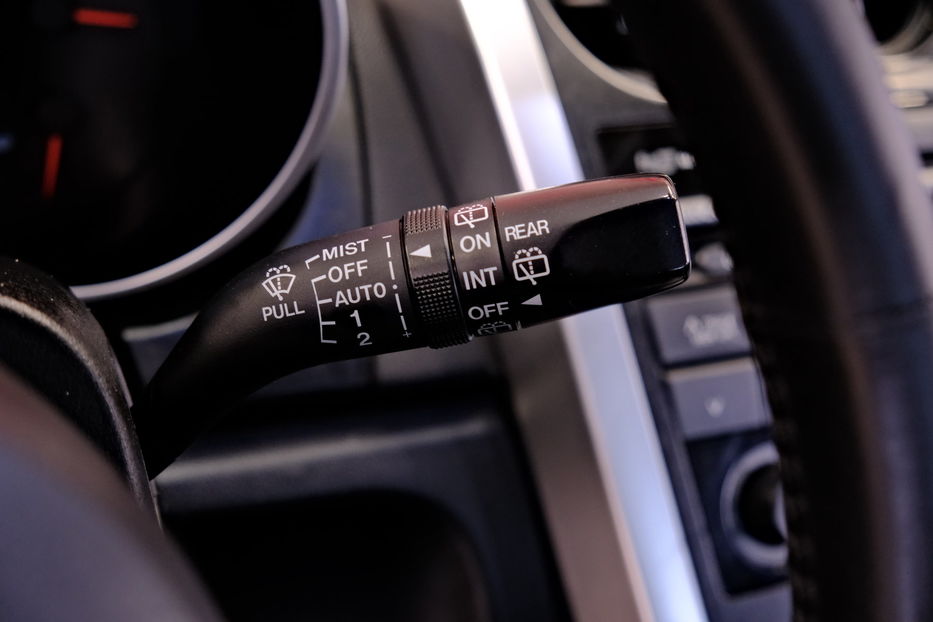 MIST
OFF
AUTO
1
2
PULL
- +
ON
INT
OFF
REAR